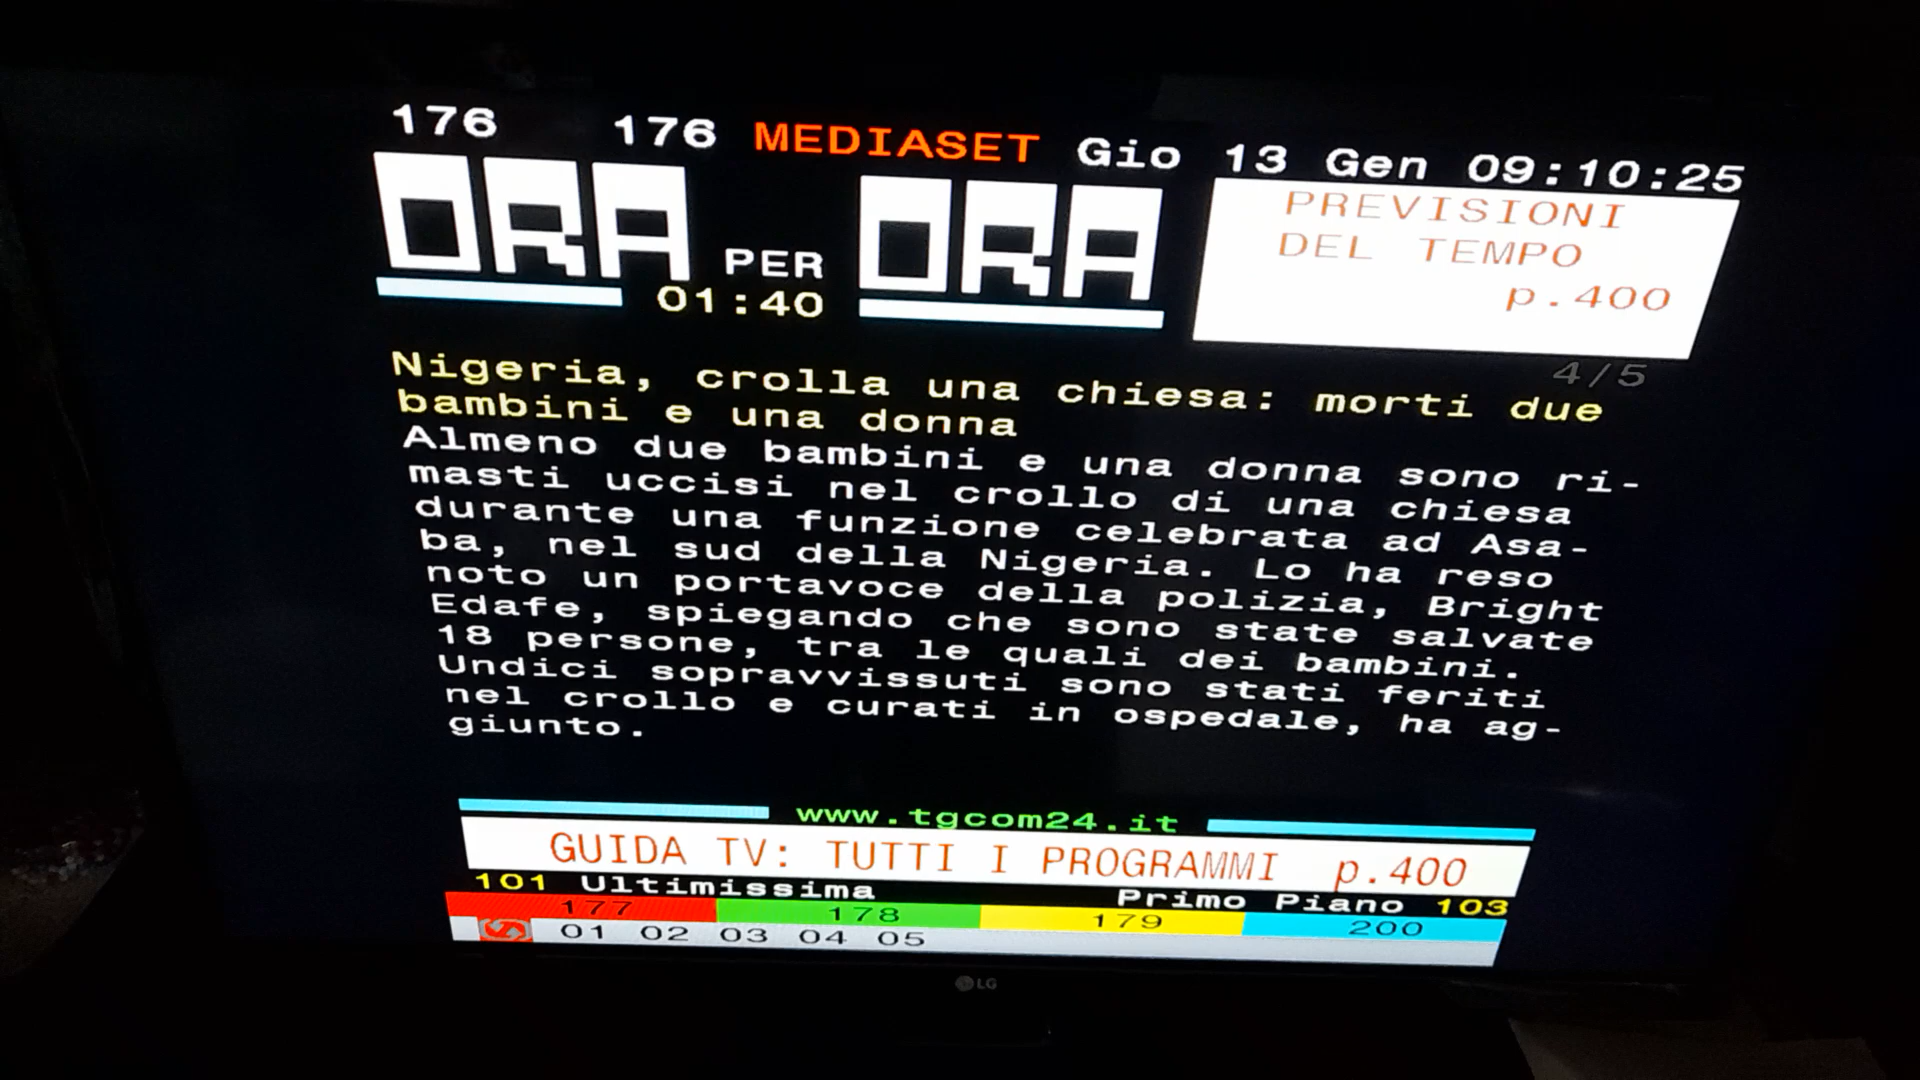 176 176 MEDIASET Gio 13 Gen 09:10:25
ORA PER ORA
01:40
PREVISIONI
DEL TEMPO
p.400
4/5
Nigeria, crolla una chiesa: morti due
bambini e una donna
Almeno due bambini e una donna sono ri-
masti uccisi nel crollo di una chiesa
durante una funzione celebrata ad Asa-
ba, nel sud della Nigeria. Lo ha reso
noto un portavoce della polizia, Bright
Edafe, spiegando che sono state salvate
18 persone, tra le quali dei bambini.
Undici sopravvissuti sono stati feriti
nel crollo e curati in ospedale, ha ag-
giunto.
www.tgcom24.it
GUIDA TV: TUTTI I PROGRAMMI p.400
101 Ultimissima Primo Piano 103
177 178 179 200
01 02 03 04 05
LG